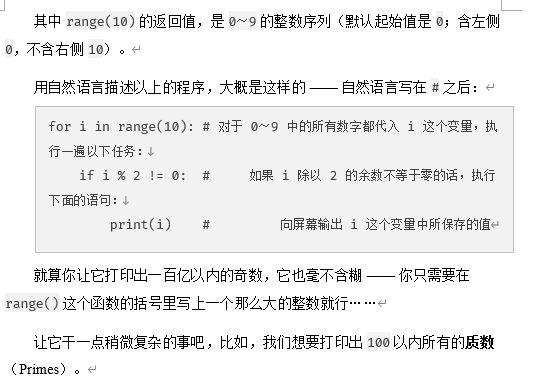 其中 range(10) 的返回值，是 0～9 的整数序列（默认起始值是 0；含左侧
0，不含右侧 10）。
用自然语言描述以上的程序，大概是这样的 —— 自然语言写在 # 之后：
for i in range(10): # 对于 0～9 中的所有数字都代入 i 这个变量，执
行一遍以下任务：
    if i % 2 != 0:  #     如果 i 除以 2 的余数不等于零的话，执行
下面的语句：
        print(i)    #         向屏幕输出 i 这个变量中所保存的值
就算你让它打印出一百亿以内的奇数，它也毫不含糊 —— 你只需要在
range() 这个函数的括号里写上一个那么大的整数就行……
让它干一点稍微复杂的事吧，比如，我们想要打印出 100 以内所有的质数
（Primes）。